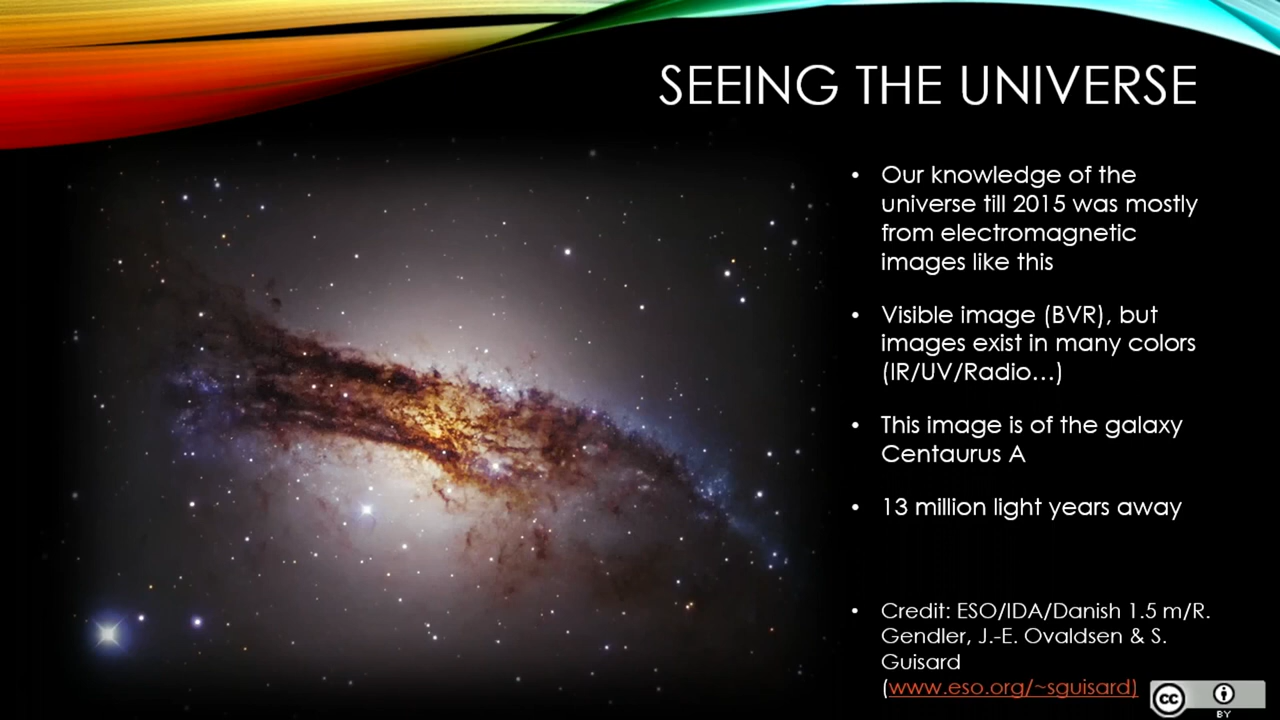 SEEING THE UNIVERSE
• Our knowledge of the
universe till 2015 was mostly
from electromagnetic
images like this
• Visible image (BVR), but
images exist in many colors
(IR/UV/Radio...)
• This image is of the galaxy
Centaurus A
• 13 million light years away
• Credit: ESO/IDA/Danish 1.5 m/R.
Gendler, J.-E. Ovaldsen & S.
Guisard
(www.eso.org/~sguisard)
cc
BY